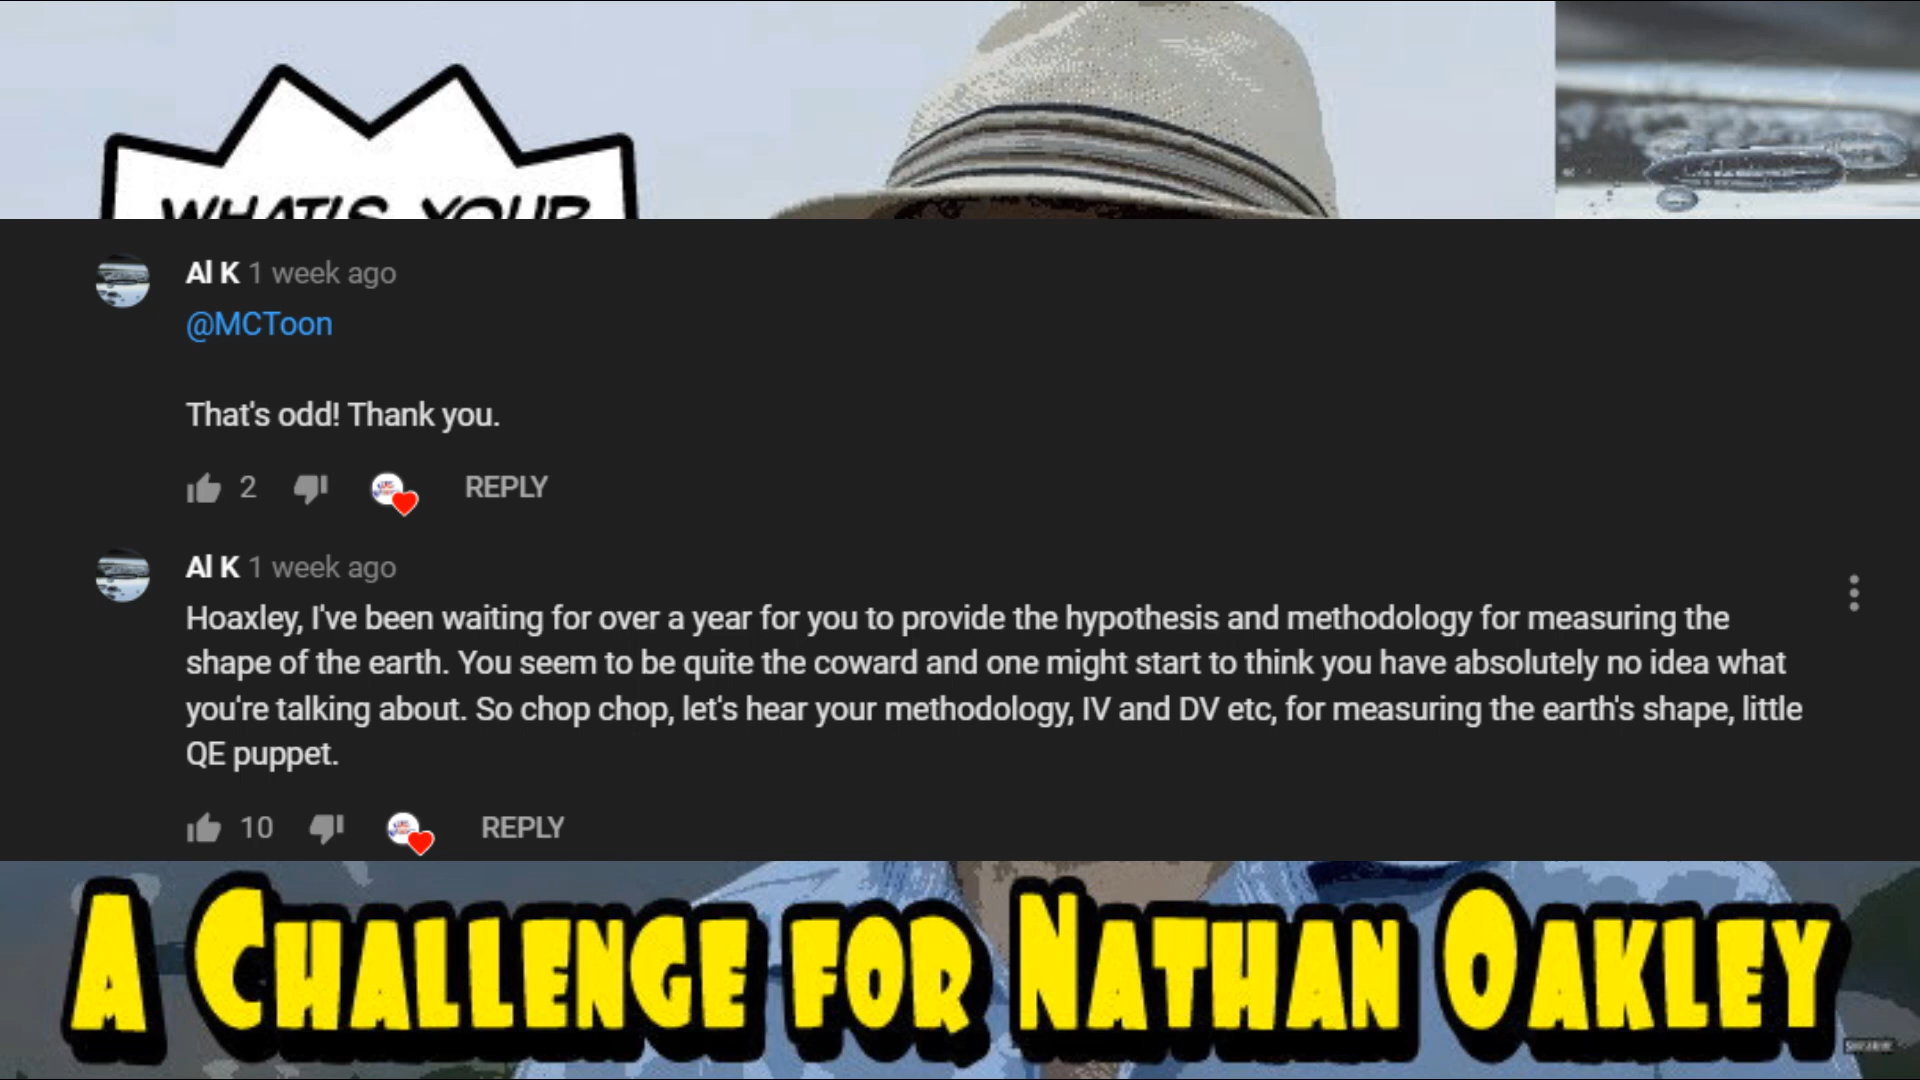 WHAT'S YOUR
Al K 1 week ago
@MCToon
That's odd! Thank you.
2 REPLY
Al K 1 week ago
Hoaxley, I've been waiting for over a year for you to provide the hypothesis and methodology for measuring the
shape of the earth. You seem to be quite the coward and one might start to think you have absolutely no idea what
you're talking about. So chop chop, let's hear your methodology, IV and DV etc, for measuring the earth's shape, little
QE puppet.
10 REPLY
A CHALLENGE FOR NATHAN OAKLEY